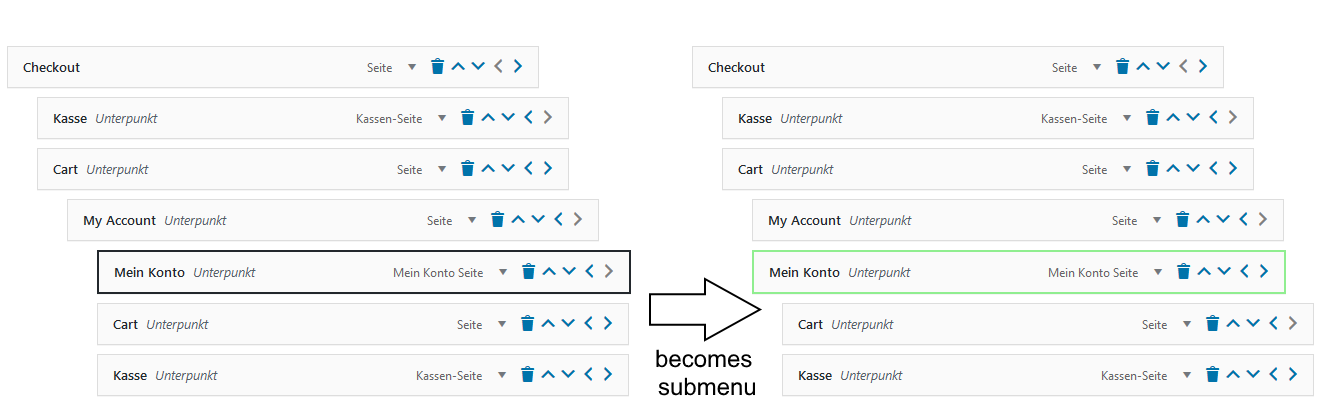 Checkout Seite
Kasse Unterpunkt Kassen-Seite
Cart Unterpunkt Seite
My Account Unterpunkt Seite
Mein Konto Unterpunkt Mein Konto Seite
Cart Unterpunkt Seite
Kasse Unterpunkt Kassen-Seite
becomes
submenu
Checkout Seite
Kasse Unterpunkt Kassen-Seite
Cart Unterpunkt Seite
My Account Unterpunkt Seite
Mein Konto Unterpunkt Mein Konto Seite
Cart Unterpunkt Seite
Kasse Unterpunkt Kassen-Seite